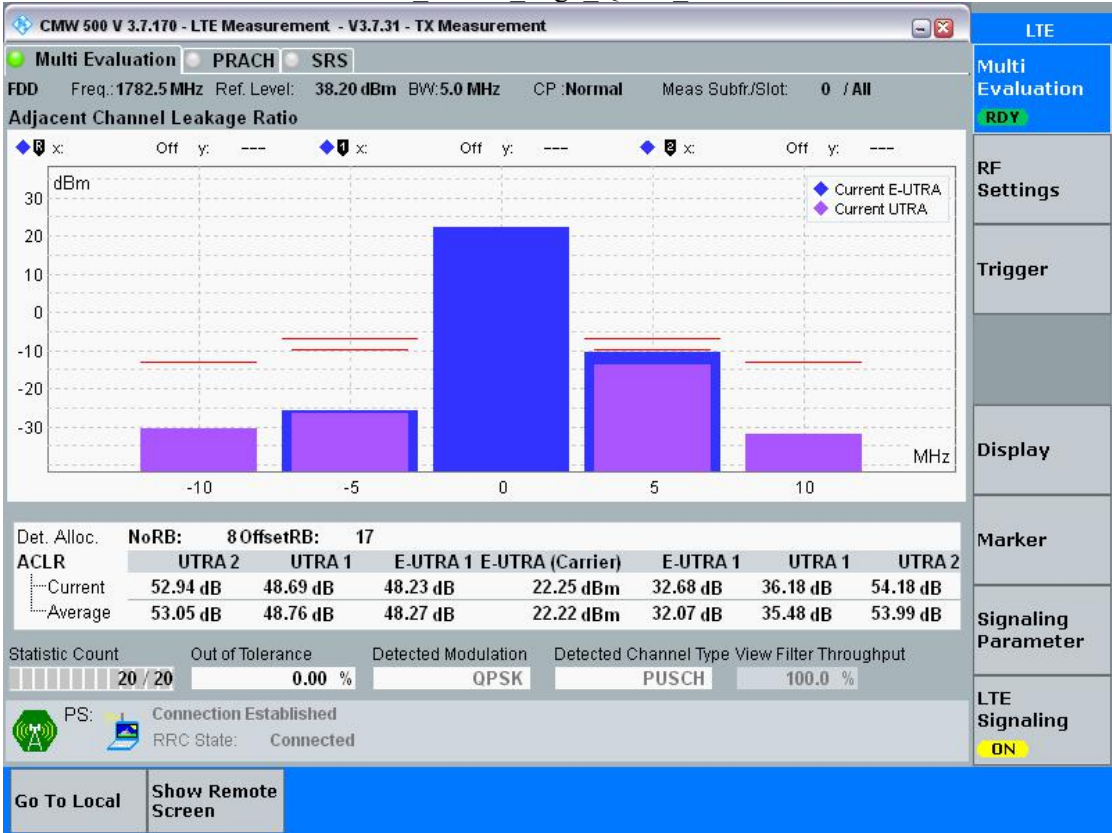 CMW 500 V 3.7.170 - LTE Measurement - V3.7.31 - TX Measurement
LTE
Multi Evaluation PRACH SRS
FDD Freq.:1782.5 MHz Ref. Level: 38.20 dBm BW:5.0 MHz CP :Normal Meas Subfr./Slot: 0 / All
Adjacent Channel Leakage Ratio
R x: Off y: --- 1 x: Off y: --- 2 x: Off y: ---
dBm
Current E-UTRA
Current UTRA
30
20
10
0
-10
-20
-30
MHz
-10 -5 0 5 10
Det. Alloc. NoRB: 8 OffsetRB: 17
ACLR UTRA 2 UTRA 1 E-UTRA 1 E-UTRA (Carrier) E-UTRA 1 UTRA 1 UTRA 2
Current 52.94 dB 48.69 dB 48.23 dB 22.25 dBm 32.68 dB 36.18 dB 54.18 dB
Average 53.05 dB 48.76 dB 48.27 dB 22.22 dBm 32.07 dB 35.48 dB 53.99 dB
Statistic Count Out of Tolerance Detected Modulation Detected Channel Type View Filter Throughput
20 / 20 0.00 % QPSK PUSCH 100.0 %
PS: Connection Established
RRC State: Connected
Multi
Evaluation
RDY
RF
Settings
Trigger
Display
Marker
Signaling
Parameter
LTE
Signaling
ON
Go To Local
Show Remote
Screen